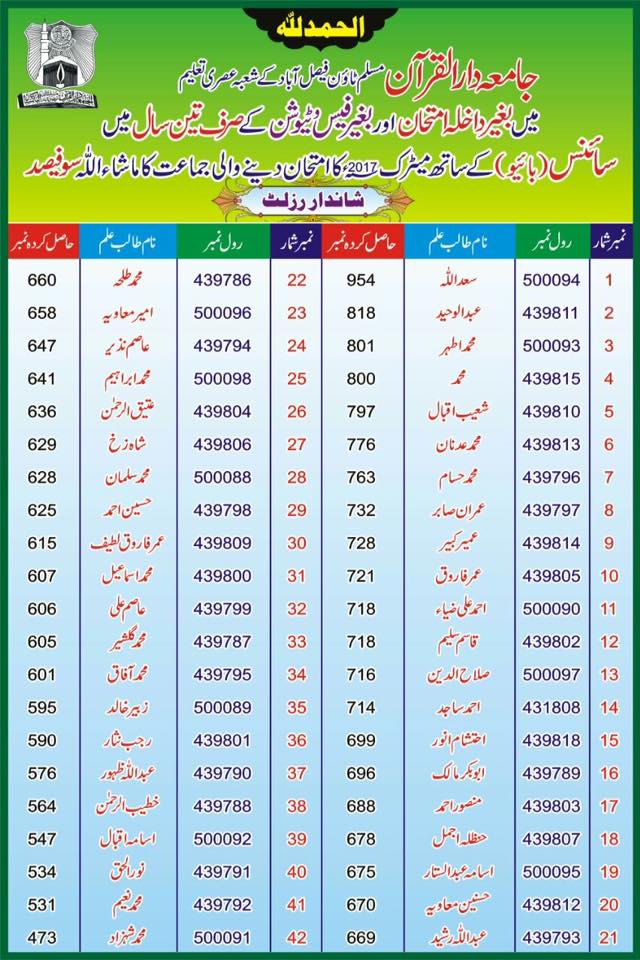 الحمدللہ
جامعہ دارالقرآن مسلم ٹاؤن فیصل آباد کے شعبہ عصری تعلیم
میں بغیر داخلہ امتحان اور بغیر فیس و ٹیوشن کے صرف تین سال میں
سائنس (بائیو) کے ساتھ میٹرک 2017ء کا امتحان دینے والی جماعت کا ماشاءاللہ سو فیصد
شاندار رزلٹ
نمبر شمار رول نمبر نام طالب علم حاصل کردہ نمبر نمبر شمار رول نمبر نام طالب علم حاصل کردہ نمبر
1 500094 سعد اللہ 954 22 439786 محمد طلحہ 660
2 439811 عبدالوحید 818 23 500096 امیر معاویہ 658
3 500093 محمد اطہر 801 24 439794 عاصم نذیر 647
4 439815 محمد 800 25 500098 محمد ابراہیم 641
5 439810 شعیب اقبال 797 26 439804 عتیق الرحمٰن 636
6 439813 محمد عدنان 776 27 439806 شاہ زخ 629
7 439796 محمد حسام 763 28 500088 محمد سلمان 628
8 439797 عمران صابر 732 29 439798 حسین احمد 625
9 439814 عمیر کبیر 728 30 439809 عمر فاروق لطیف 615
10 439805 عمر فاروق 721 31 439800 محمد اسماعیل 607
11 500090 احمد علی ضیاء 718 32 439799 عاصم علی 606
12 439802 قاسم سلیم 718 33 439787 محمد گلشیر 605
13 500097 صلاح الدین 716 34 439795 محمد آفاق 601
14 431808 احمد ساجد 714 35 500089 زبیر خالد 595
15 439818 احتشام انور 699 36 439801 رجب نثار 590
16 439789 ابوبکر مالک 696 37 439790 عبداللہ ظہور 576
17 439803 منصور احمد 688 38 439788 خطیب الرحمٰن 564
18 439807 حظلہ اجمل 678 39 500092 اسامہ اقبال 547
19 500095 اسامہ عبدالستار 675 40 439791 نورالحق 534
20 439812 حسنین معاویہ 670 41 439792 محمد نعیم 531
21 439793 عبداللہ رشید 669 42 500091 محمد شہزاد 473